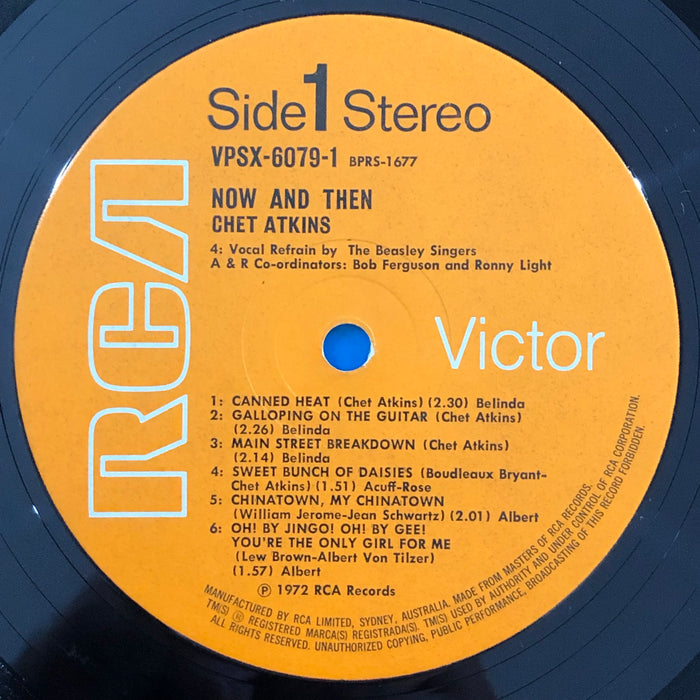 Side 1 Stereo
VPSX-6079-1 BPRS-1677
NOW AND THEN
CHET ATKINS
4: Vocal Refrain by The Beasley Singers
A & R Co-ordinators: Bob Ferguson and Ronny Light
RCA
Victor
1: CANNED HEAT (Chet Atkins) (2.30) Belinda
2: GALLOPING ON THE GUITAR (Chet Atkins)
(2.26) Belinda
3: MAIN STREET BREAKDOWN (Chet Atkins)
(2.14) Belinda
4: SWEET BUNCH OF DAISIES (Boudleaux Bryant-
Chet Atkins) (1.51) Acuff-Rose
5: CHINATOWN, MY CHINATOWN
(William Jerome-Jean Schwartz) (2.01) Albert
6: OH! BY JINGO! OH! BY GEE!
YOU'RE THE ONLY GIRL FOR ME
(Lew Brown-Albert Von Tilzer)
(1.57) Albert
℗ 1972 RCA Records
MANUFACTURED BY RCA LIMITED, SYDNEY, AUSTRALIA. MADE FROM MASTERS OF RCA RECORDS.
TM(S) ® REGISTERED MARCA(S) REGISTRADA(S). TM(S) USED BY AUTHORITY AND UNDER CONTROL OF RCA CORPORATION.
ALL RIGHTS RESERVED. UNAUTHORIZED COPYING, PUBLIC PERFORMANCE, BROADCASTING OF THIS RECORD FORBIDDEN.